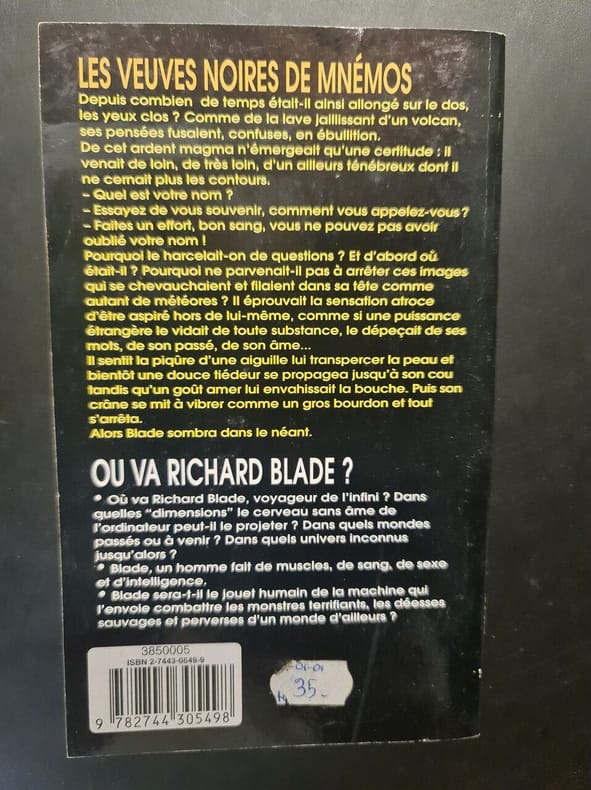 LES VEUVES NOIRES DE MNÉMOS
Depuis combien de temps était-il ainsi allongé sur le dos,
les yeux clos ? Comme de la lave jaillissant d'un volcan,
ses pensées fusaient, confuses, en ébullition.
De cet ardent magma n'émergeait qu'une certitude : il
venait de loin, de très loin, d'un ailleurs ténébreux dont il
ne cernait plus les contours.
– Quel est votre nom ?
– Essayez de vous souvenir, comment vous appelez-vous ?
– Faites un effort, bon sang, vous ne pouvez pas avoir
oublié votre nom !
Pourquoi le harcelait-on de questions ? Et d'abord où
était-il ? Pourquoi ne parvenait-il pas à arrêter ces images
qui se chevauchaient et filaient dans sa tête comme
autant de météores ? Il éprouvait la sensation atroce
d'être aspiré hors de lui-même, comme si une puissance
étrangère le vidait de toute substance, le dépeçait de ses
mots, de son passé, de son âme...
Il sentit la piqûre d'une aiguille lui transpercer la peau et
bientôt une douce tiédeur se propagea jusqu'à son cou
tandis qu'un goût amer lui envahissait la bouche. Puis son
crâne se mit à vibrer comme un gros bourdon et tout
s'arrêta.
Alors Blade sombra dans le néant.
OU VA RICHARD BLADE ?
* Où va Richard Blade, voyageur de l'infini ? Dans
quelles "dimensions" le cerveau sans âme de
l'ordinateur peut-il le projeter ? Dans quels mondes
passés ou à venir ? Dans quels univers inconnus
jusqu'alors ?
* Blade, un homme fait de muscles, de sang, de sexe
et d'intelligence.
* Blade sera-t-il le jouet humain de la machine qui
l'envoie combattre les monstres terrifiants, les déesses
sauvages et perverses d'un monde d'ailleurs ?
3850005
ISBN 2-7443-0549-9
9 782744 305498
35.-